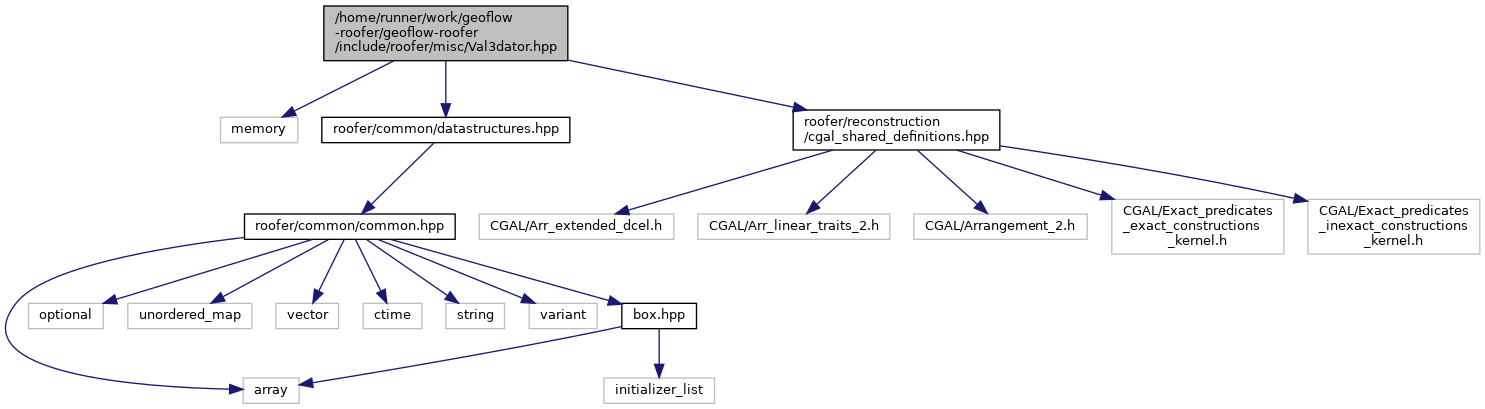 /home/runner/work/geoflow
-roofer/geoflow-roofer
/include/roofer/misc/Val3dator.hpp
memory
roofer/common/datastructures.hpp
roofer/reconstruction
/cgal_shared_definitions.hpp
roofer/common/common.hpp
CGAL/Arr_extended_dcel.h
CGAL/Arr_linear_traits_2.h
CGAL/Arrangement_2.h
CGAL/Exact_predicates
_exact_constructions
_kernel.h
CGAL/Exact_predicates
_inexact_constructions
_kernel.h
optional
unordered_map
vector
ctime
string
variant
box.hpp
array
initializer_list